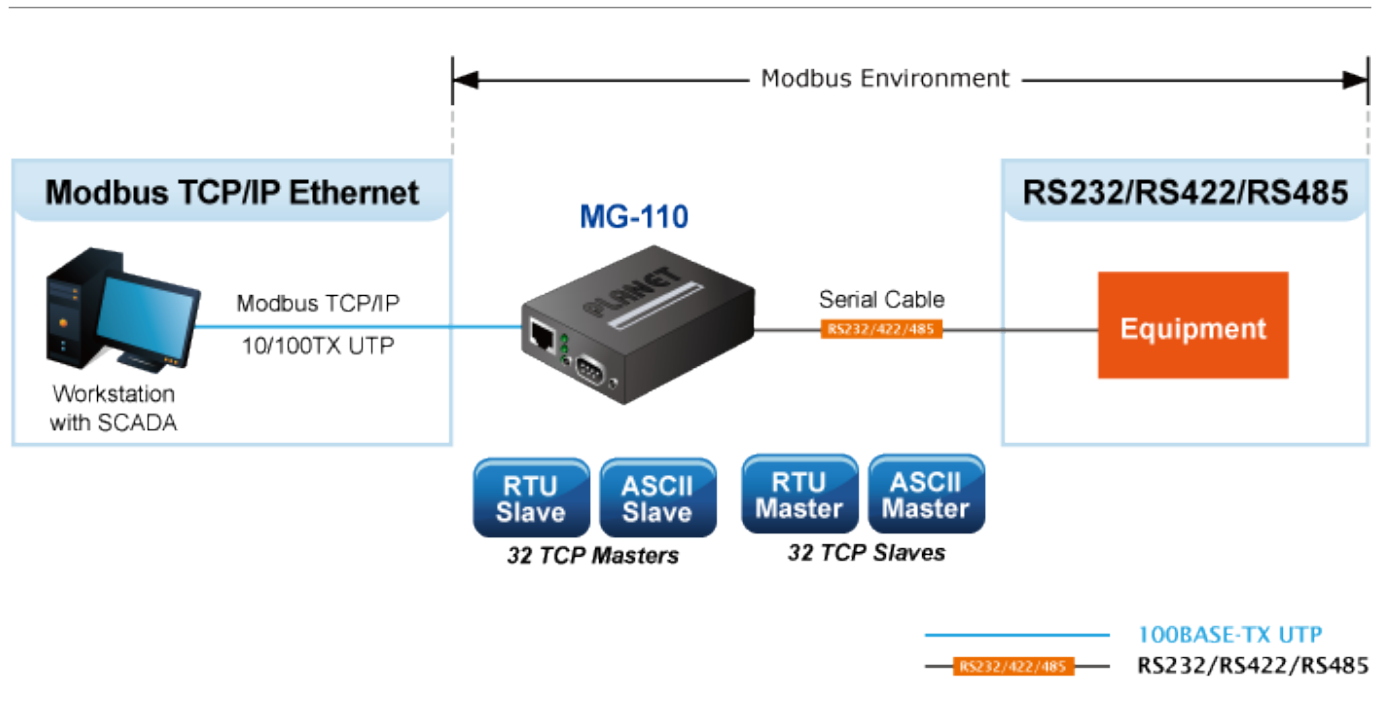 Modbus Environment
Modbus TCP/IP Ethernet
RS232/RS422/RS485
MG-110
PLANET
Modbus TCP/IP
10/100TX UTP
Workstation
with SCADA
Serial Cable
RS232/422/485
Equipment
RTU
Slave
ASCII
Slave
RTU
Master
ASCII
Master
32 TCP Masters
32 TCP Slaves
100BASE-TX UTP
RS232/422/485
RS232/RS422/RS485